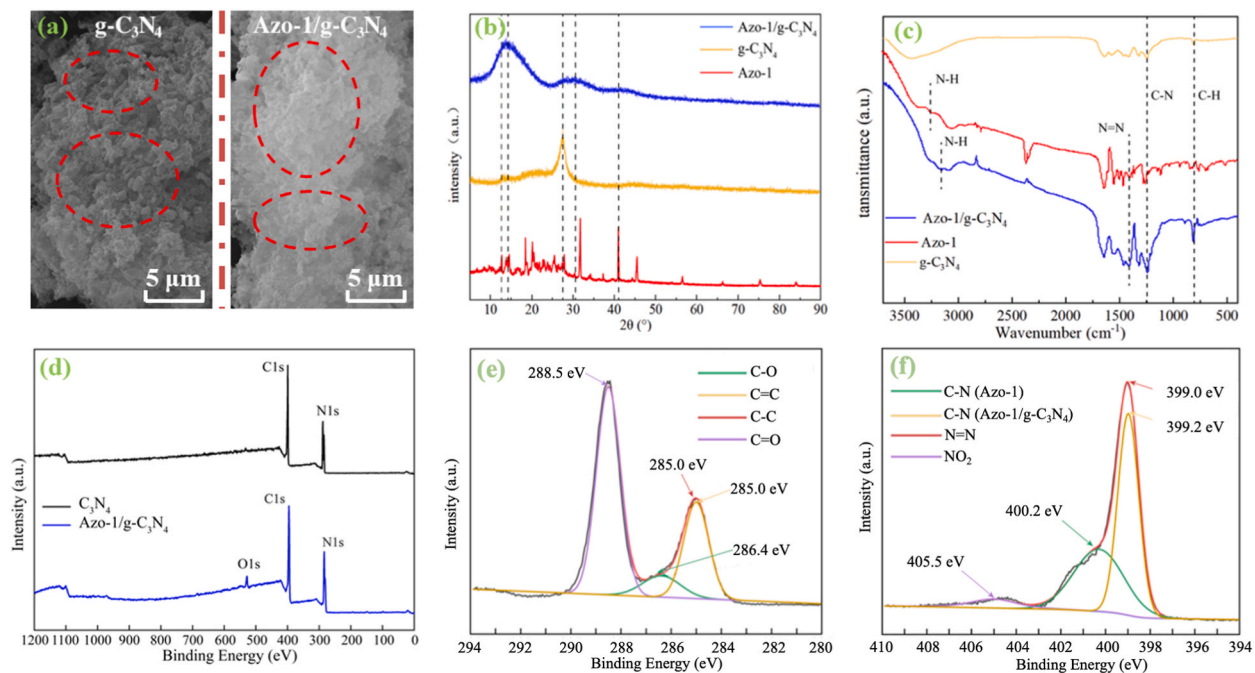 (a)
g-C₃N₄
Azo-1/g-C₃N₄
5 μm
5 μm
(b)
Azo-1/g-C₃N₄
g-C₃N₄
Azo-1
intensity (a.u.)
5 10 20 30 40 50 60 70 80 90
2θ (°)
(c)
N-H
N-H
N=N
C-N
C-H
Azo-1/g-C₃N₄
Azo-1
g-C₃N₄
tansmittance (a.u.)
3500 3000 2500 2000 1500 1000 500
Wavenumber (cm⁻¹)
(d)
C1s
N1s
C₃N₄
Azo-1/g-C₃N₄
C1s
O1s
N1s
Intensity (a.u.)
1200 1100 1000 900 800 700 600 500 400 300 200 100 0
Binding Energy (eV)
(e)
288.5 eV
C-O
C=C
C-C
C=O
285.0 eV
285.0 eV
286.4 eV
Intensity (a.u.)
294 292 290 288 286 284 282 280
Binding Energy (eV)
(f)
C-N (Azo-1)
C-N (Azo-1/g-C₃N₄)
N=N
NO₂
399.0 eV
399.2 eV
400.2 eV
405.5 eV
Intensity (a.u.)
410 408 406 404 402 400 398 396 394
Binding Energy (eV)